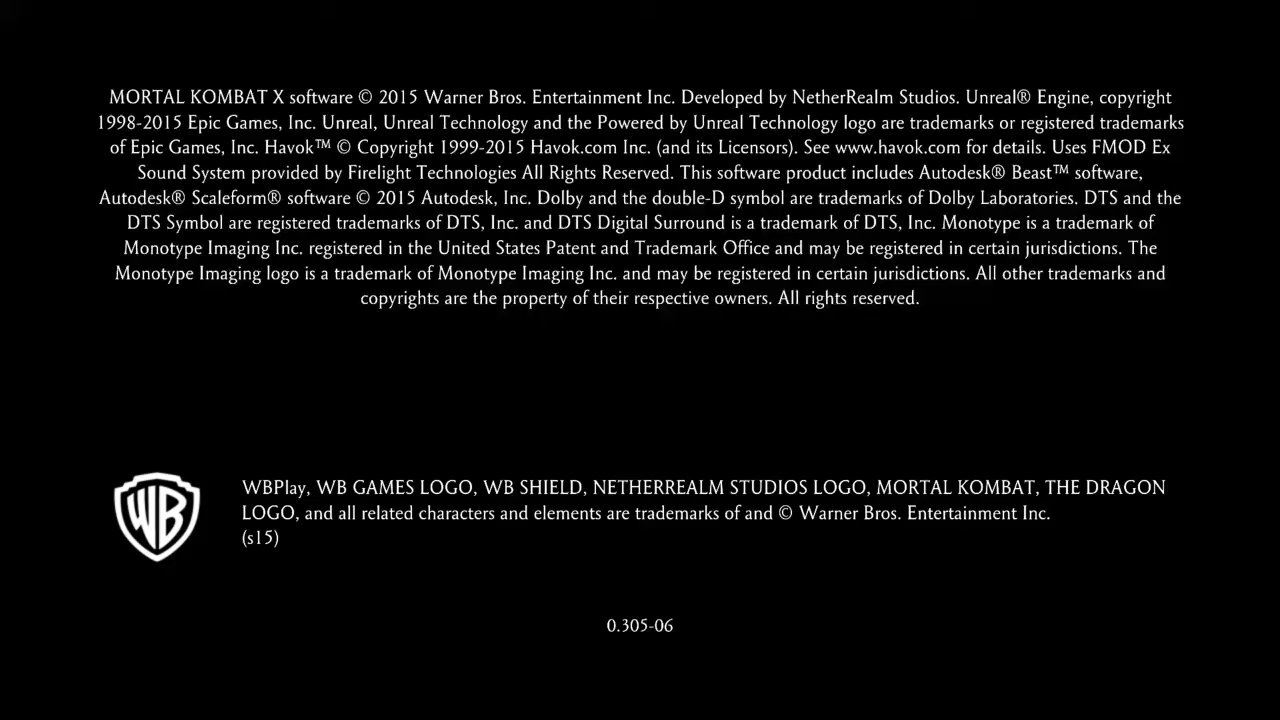 MORTAL KOMBAT X software © 2015 Warner Bros. Entertainment Inc. Developed by NetherRealm Studios. Unreal® Engine, copyright
1998-2015 Epic Games, Inc. Unreal, Unreal Technology and the Powered by Unreal Technology logo are trademarks or registered trademarks
of Epic Games, Inc. Havok™ © Copyright 1999-2015 Havok.com Inc. (and its Licensors). See www.havok.com for details. Uses FMOD Ex
Sound System provided by Firelight Technologies All Rights Reserved. This software product includes Autodesk® Beast™ software,
Autodesk® Scaleform® software © 2015 Autodesk, Inc. Dolby and the double-D symbol are trademarks of Dolby Laboratories. DTS and the
DTS Symbol are registered trademarks of DTS, Inc. and DTS Digital Surround is a trademark of DTS, Inc. Monotype is a trademark of
Monotype Imaging Inc. registered in the United States Patent and Trademark Office and may be registered in certain jurisdictions. The
Monotype Imaging logo is a trademark of Monotype Imaging Inc. and may be registered in certain jurisdictions. All other trademarks and
copyrights are the property of their respective owners. All rights reserved.
WB
WBPlay, WB GAMES LOGO, WB SHIELD, NETHERREALM STUDIOS LOGO, MORTAL KOMBAT, THE DRAGON
LOGO, and all related characters and elements are trademarks of and © Warner Bros. Entertainment Inc.
(s15)
0.305-06